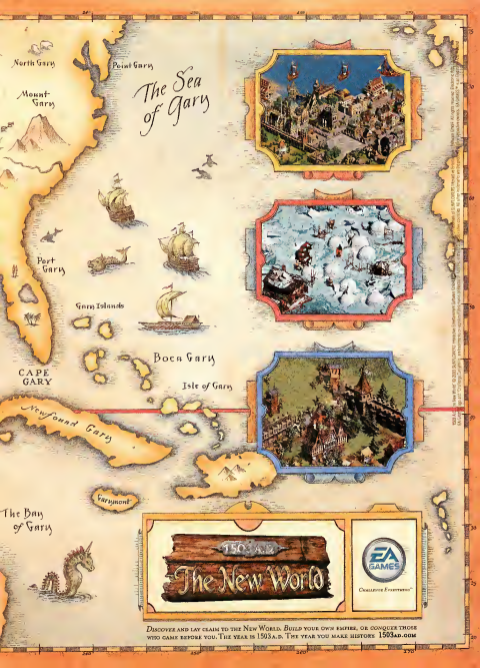 North Gary
Point Gary
The Sea
of Gary
Mount
Gary
Port
Gary
Gary Islands
Boca Gary
CAPE
GARY
Isle of Gary
Newfound Gary
Garymont
The Bay
of Gary
1503 A.D.
The New World
EA
GAMES
CHALLENGE EVERYTHING™
DISCOVER AND LAY CLAIM TO THE NEW WORLD. BUILD YOUR OWN EMPIRE, OR CONQUER THOSE
WHO CAME BEFORE YOU. THE YEAR IS 1503 A.D. THE YEAR YOU MAKE HISTORY. 1503AD.COM